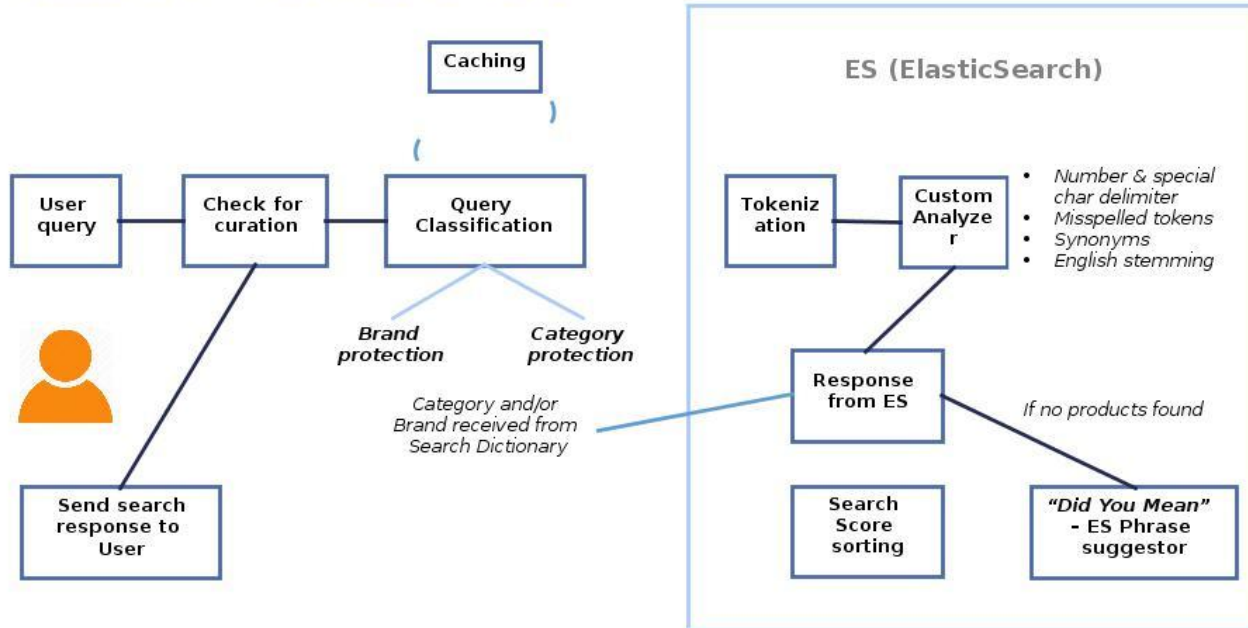 Caching
ES (ElasticSearch)
User
query
Check for
curation
Query
Classification
Tokeniz
ation
Custom
Analyze
r
• Number & special
char delimiter
• Misspelled tokens
• Synonyms
• English stemming
Brand
protection
Category
protection
Category and/or
Brand received from
Search Dictionary
Response
from ES
If no products found
Send search
response to
User
Search
Score
sorting
“Did You Mean”
– ES Phrase
suggestor